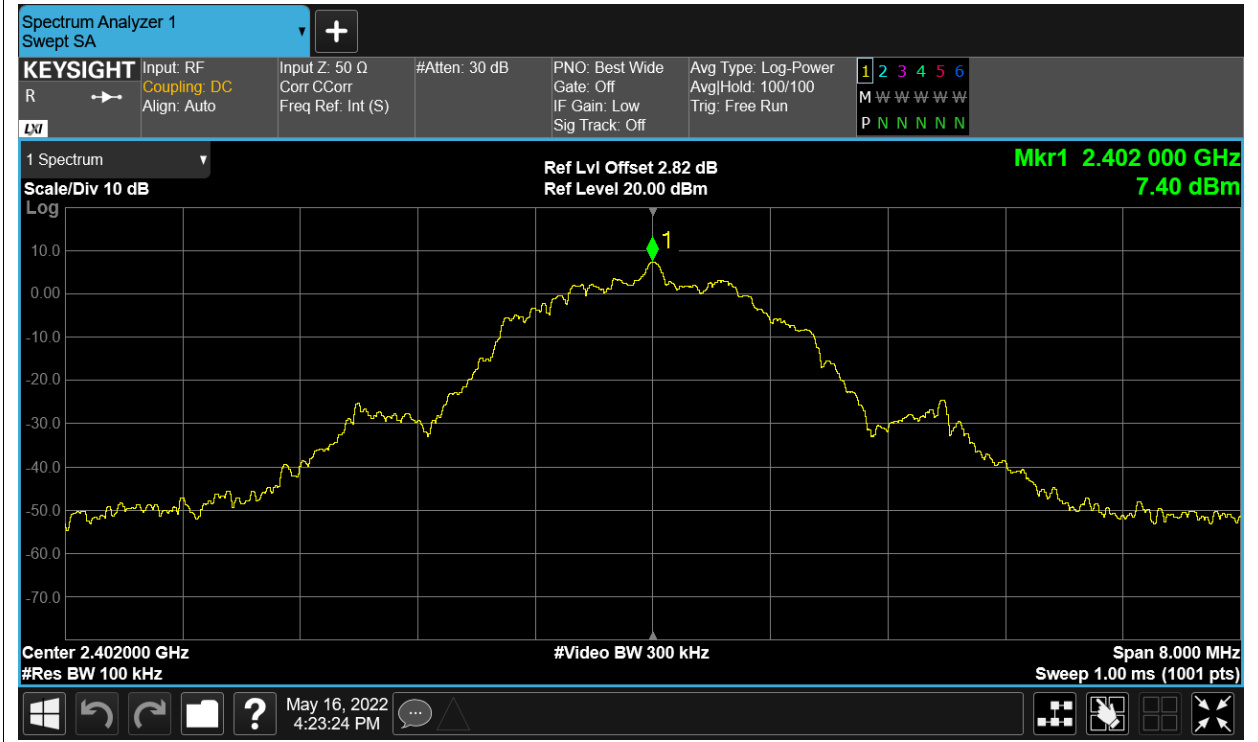 Spectrum Analyzer 1
Swept SA
KEYSIGHT
R
LXI
Input: RF
Coupling: DC
Align: Auto
Input Z: 50 Ω
Corr CCorr
Freq Ref: Int (S)
#Atten: 30 dB
PNO: Best Wide
Gate: Off
IF Gain: Low
Sig Track: Off
Avg Type: Log-Power
Avg|Hold: 100/100
Trig: Free Run
1 2 3 4 5 6
M W W W W W
P N N N N N
1 Spectrum
Scale/Div 10 dB
Log
Ref Lvl Offset 2.82 dB
Ref Level 20.00 dBm
Mkr1 2.402 000 GHz
7.40 dBm
1
10.0
0.00
-10.0
-20.0
-30.0
-40.0
-50.0
-60.0
-70.0
Center 2.402000 GHz
#Res BW 100 kHz
#Video BW 300 kHz
Span 8.000 MHz
Sweep 1.00 ms (1001 pts)
?
May 16, 2022
4:23:24 PM